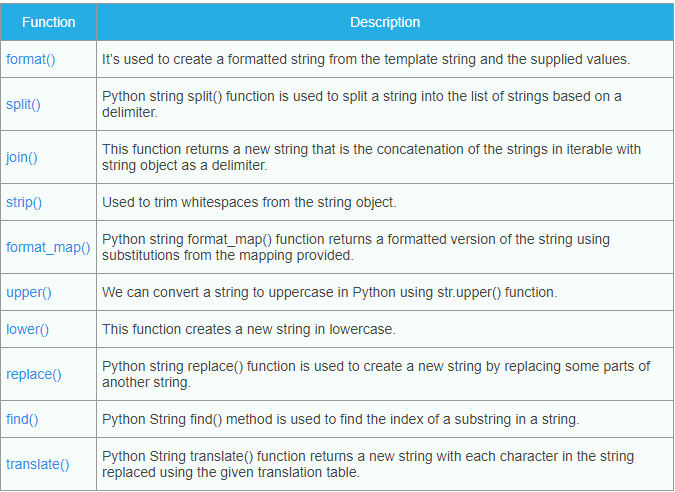 Function Description
format() It's used to create a formatted string from the template string and the supplied values.
split() Python string split() function is used to split a string into the list of strings based on a
delimiter.
join() This function returns a new string that is the concatenation of the strings in iterable with
string object as a delimiter.
strip() Used to trim whitespaces from the string object.
format_map() Python string format_map() function returns a formatted version of the string using
substitutions from the mapping provided.
upper() We can convert a string to uppercase in Python using str.upper() function.
lower() This function creates a new string in lowercase.
replace() Python string replace() function is used to create a new string by replacing some parts of
another string.
find() Python String find() method is used to find the index of a substring in a string.
translate() Python String translate() function returns a new string with each character in the string
replaced using the given translation table.